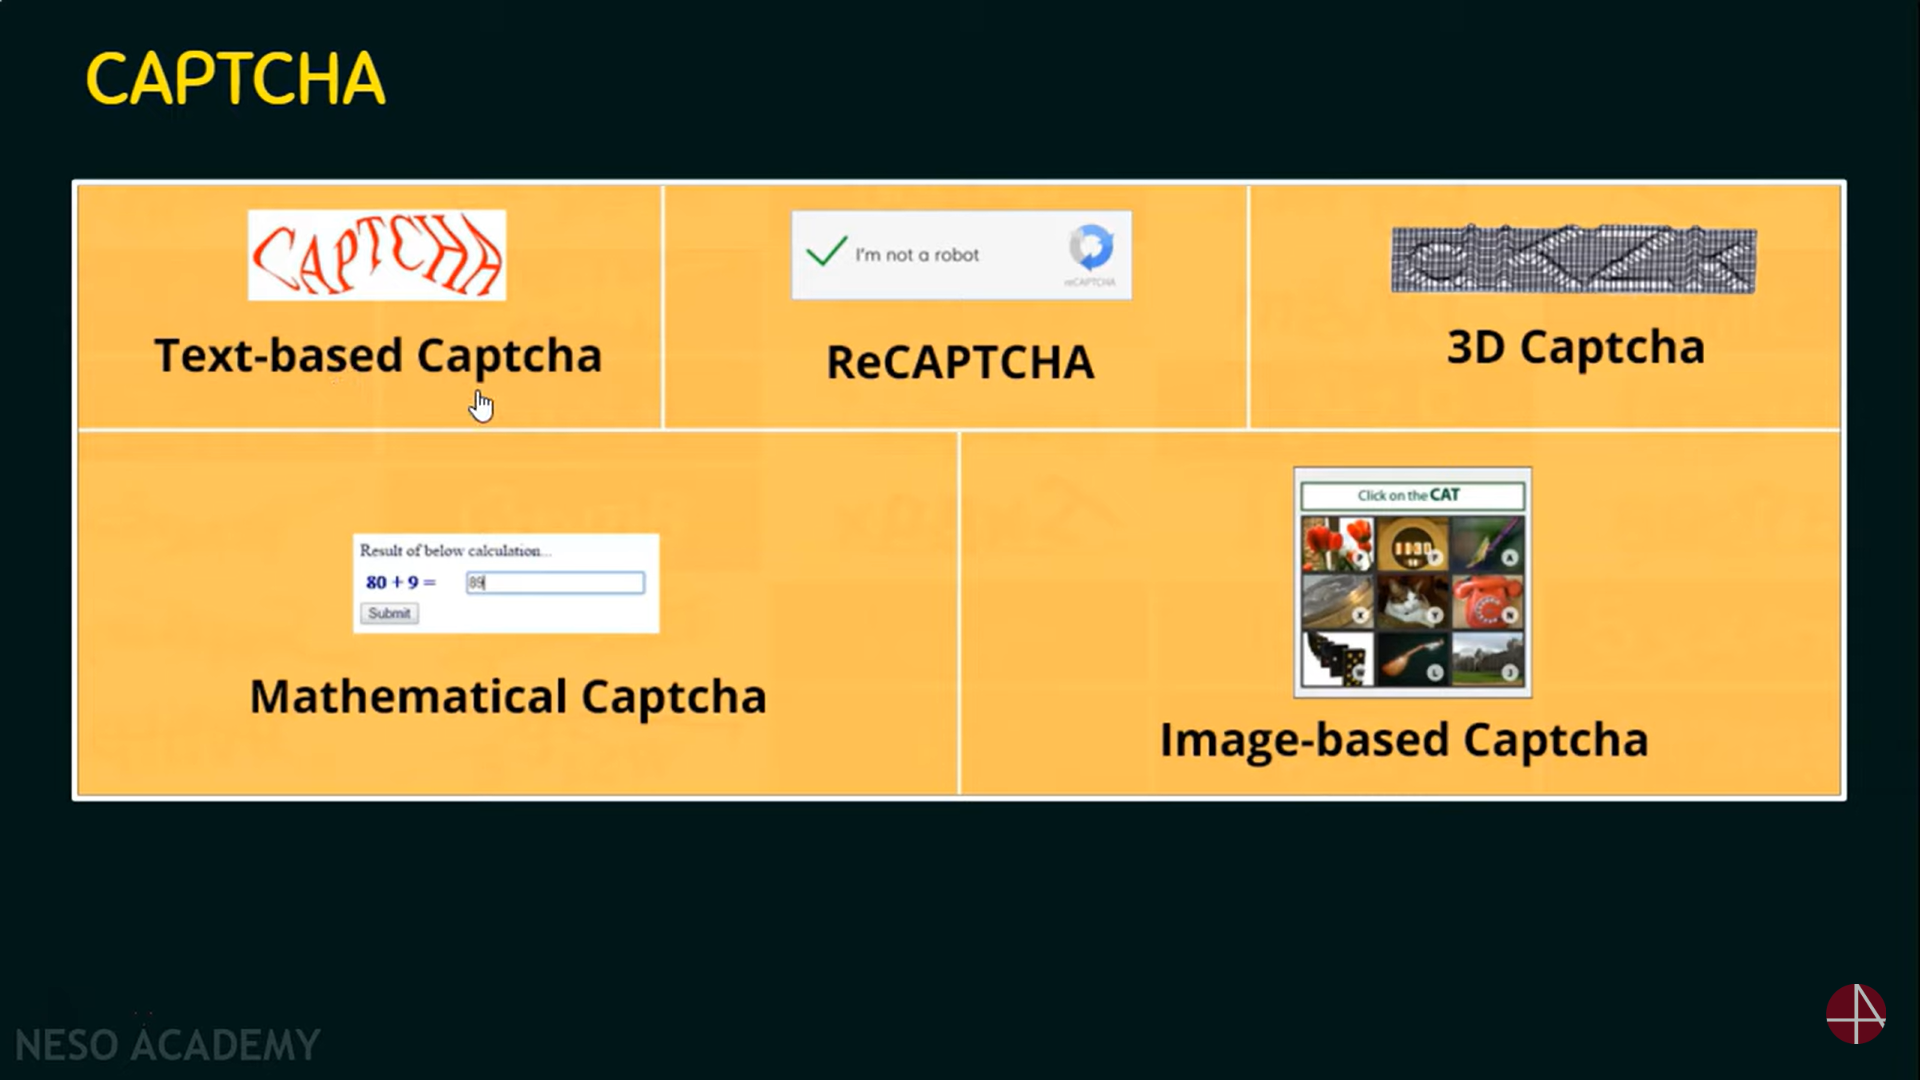 CAPTCHA
CAPTCHA
Text-based Captcha
I'm not a robot
reCAPTCHA
ReCAPTCHA
3D Captcha
Result of below calculation...
80 + 9 =
89
Submit
Mathematical Captcha
Click on the CAT
P
A
X
Y
N
L
J
Image-based Captcha
NESO ACADEMY